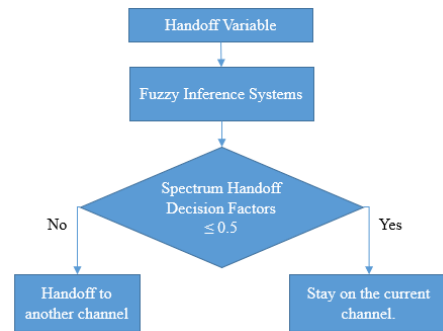 Handoff Variable
Fuzzy Inference Systems
Spectrum Handoff
Decision Factors
≤ 0.5
No
Yes
Handoff to
another channel
Stay on the current
channel.